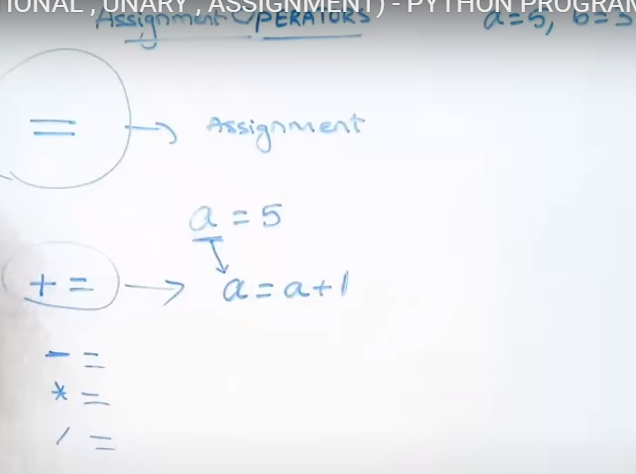 IONAL , UNARY , ASSIGNMENT) - PYTHON PROGRAM
Assignment OPERATORS a=5, b=3
= → Assignment
a = 5
+ = → a = a + 1
- =
* =
/ =